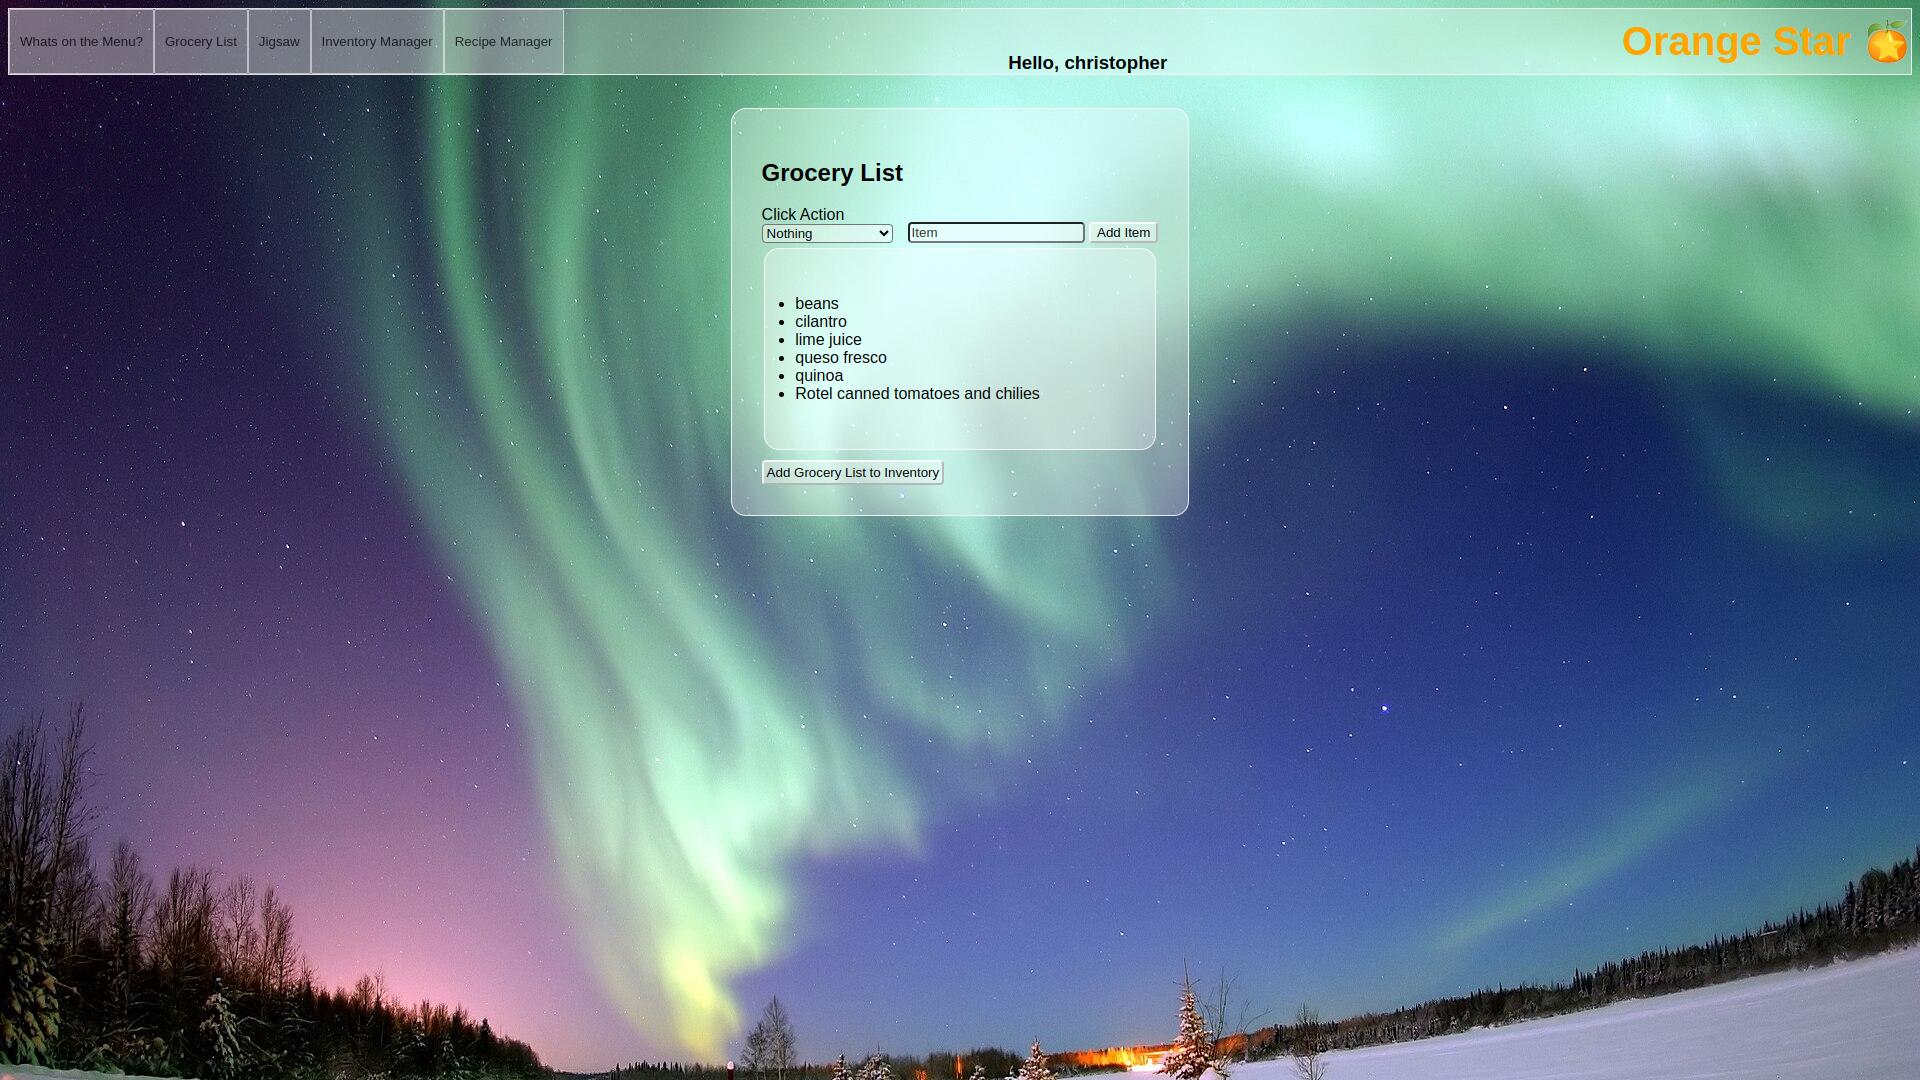 Whats on the Menu? Grocery List Jigsaw Inventory Manager Recipe Manager
Hello, christopher
Orange Star
Grocery List
Click Action
Nothing Item Add Item
beans
cilantro
lime juice
queso fresco
quinoa
Rotel canned tomatoes and chilies
Add Grocery List to Inventory